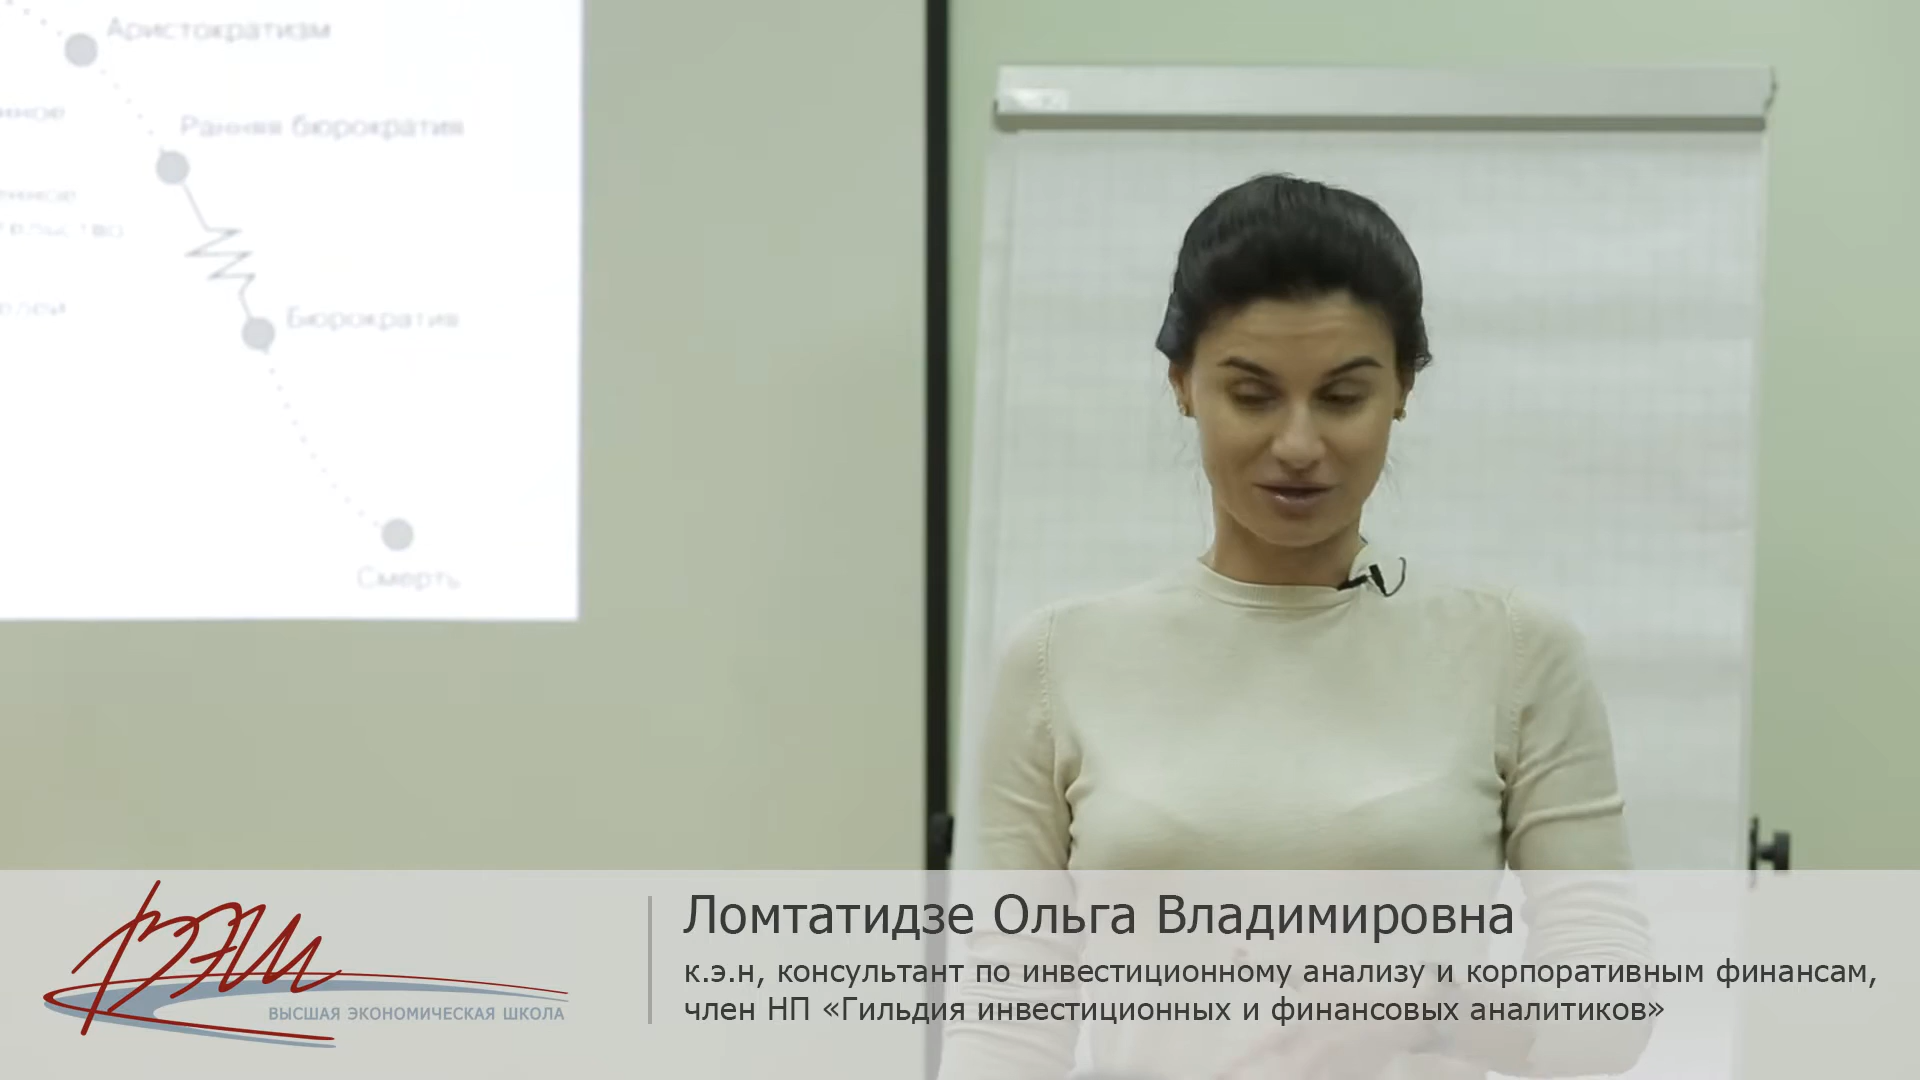 Аристократизм
Ранняя бюрократия
Бюрократия
Смерть
ВЭШ
ВЫСШАЯ ЭКОНОМИЧЕСКАЯ ШКОЛА
Ломтатидзе Ольга Владимировна
к.э.н, консультант по инвестиционному анализу и корпоративным финансам,
член НП «Гильдия инвестиционных и финансовых аналитиков»